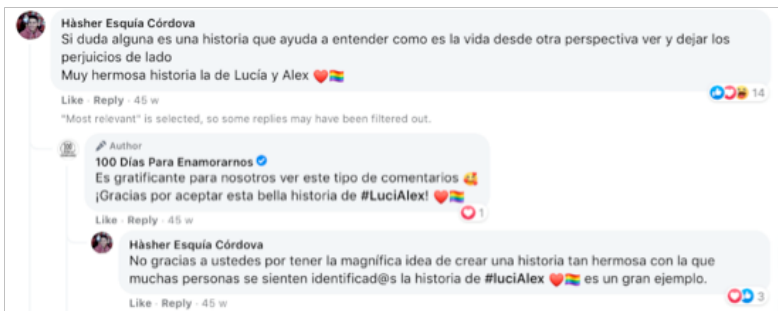 Hàsher Esquía Córdova
Si duda alguna es una historia que ayuda a entender como es la vida desde otra perspectiva ver y dejar los
perjuicios de lado
Muy hermosa historia la de Lucía y Alex ❤️🏳️‍🌈
14
Like · Reply · 45 w
"Most relevant" is selected, so some replies may have been filtered out.
Author
100 Días Para Enamorarnos
Es gratificante para nosotros ver este tipo de comentarios 🥰
¡Gracias por aceptar esta bella historia de #LuciAlex! ❤️🏳️‍🌈
1
Like · Reply · 45 w
Hàsher Esquía Córdova
No gracias a ustedes por tener la magnífica idea de crear una historia tan hermosa con la que
muchas personas se sienten identificad@s la historia de #luciAlex ❤️🏳️‍🌈 es un gran ejemplo.
3
Like · Reply · 45 w